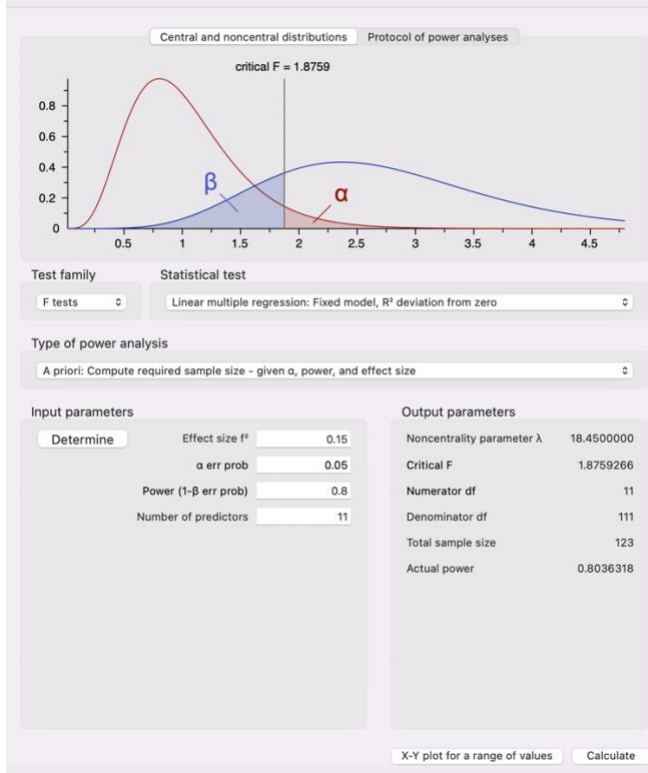 Central and noncentral distributions Protocol of power analyses
critical F = 1.8759
0.8
0.6
0.4
0.2
0
β
α
0.5 1 1.5 2 2.5 3 3.5 4 4.5
Test family Statistical test
F tests Linear multiple regression: Fixed model, R² deviation from zero
Type of power analysis
A priori: Compute required sample size - given α, power, and effect size
Input parameters Output parameters
Determine Effect size f² 0.15 Noncentrality parameter λ 18.4500000
α err prob 0.05 Critical F 1.8759266
Power (1-β err prob) 0.8 Numerator df 11
Number of predictors 11 Denominator df 111
Total sample size 123
Actual power 0.8036318
X-Y plot for a range of values Calculate